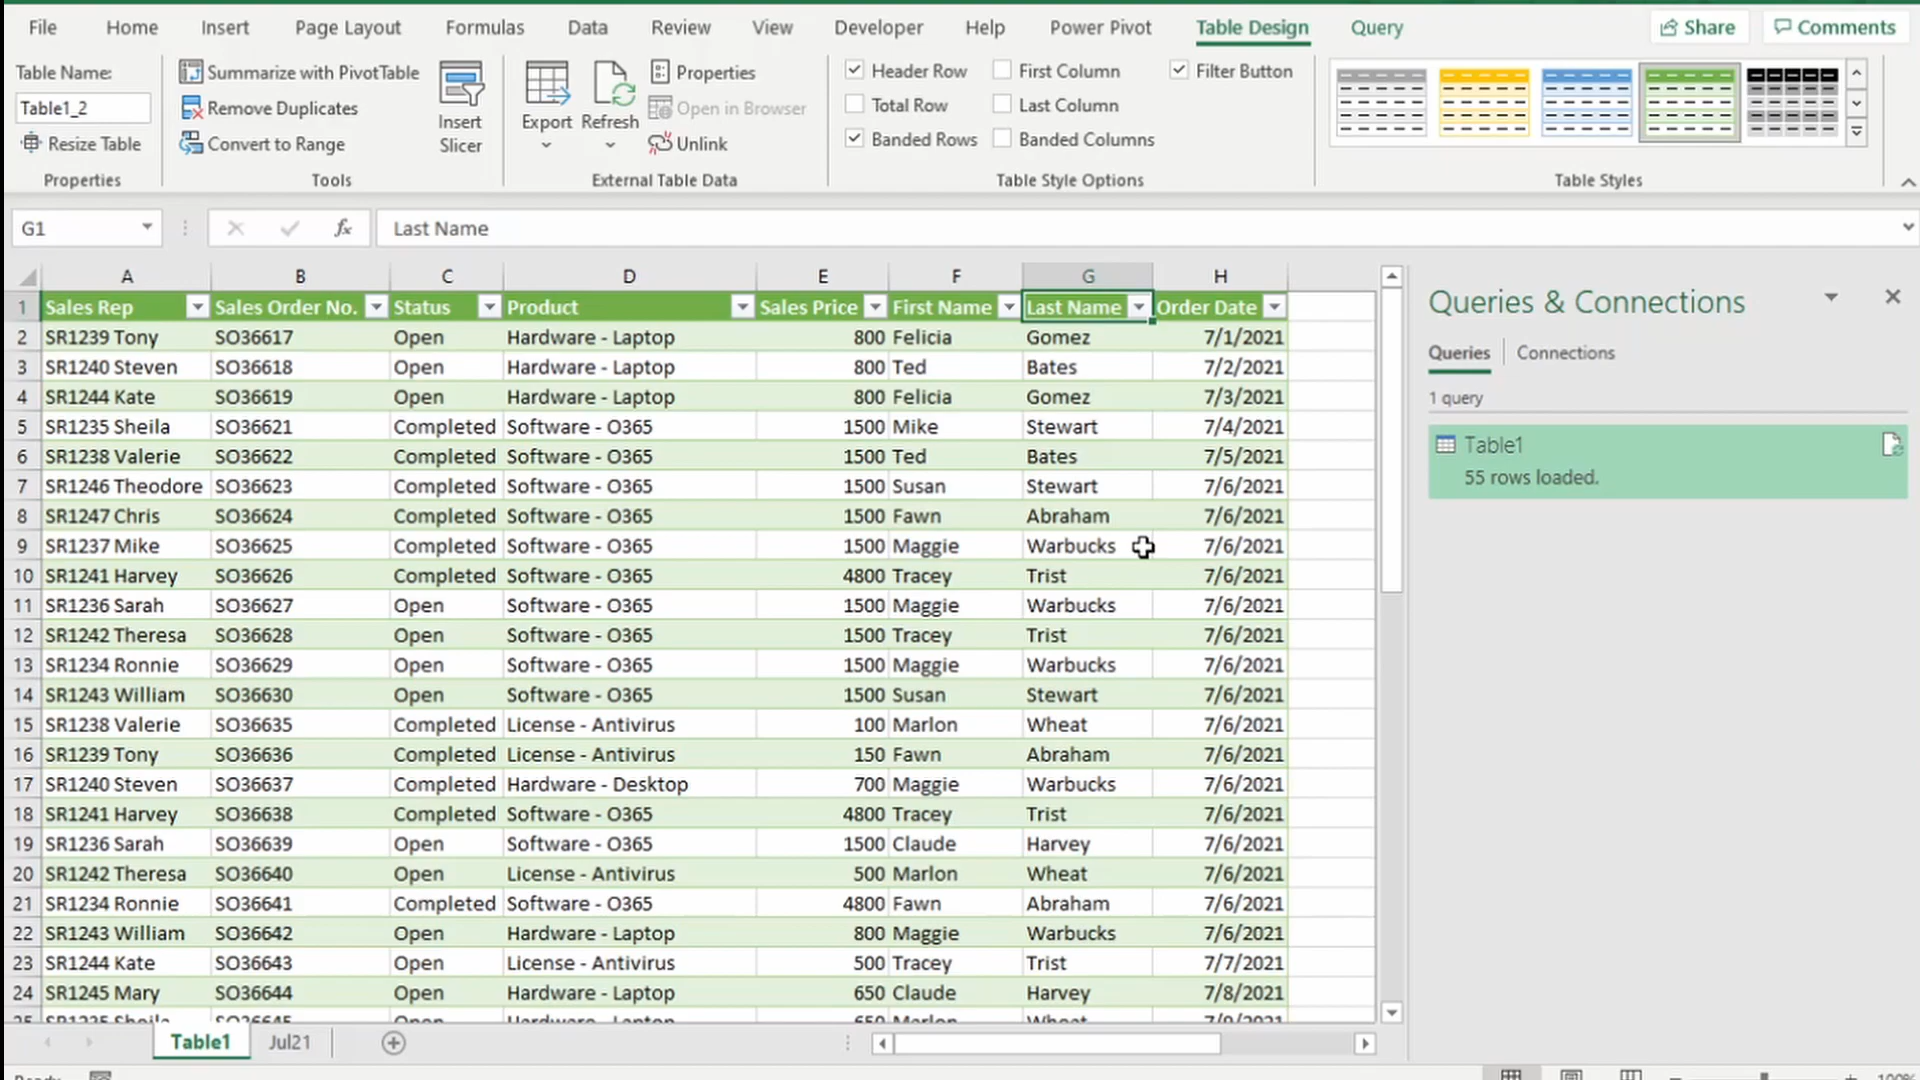 File Home Insert Page Layout Formulas Data Review View Developer Help Power Pivot Table Design Query Share Comments
Table Name:
Table1_2
Resize Table
Properties
Summarize with PivotTable
Remove Duplicates
Convert to Range
Insert
Slicer
Tools
Export
Refresh
Properties
Open in Browser
Unlink
External Table Data
Header Row First Column Filter Button
Total Row Last Column
Banded Rows Banded Columns
Table Style Options
Table Styles
G1 fx Last Name
A B C D E F G H
1 Sales Rep Sales Order No. Status Product Sales Price First Name Last Name Order Date
2 SR1239 Tony SO36617 Open Hardware - Laptop 800 Felicia Gomez 7/1/2021
3 SR1240 Steven SO36618 Open Hardware - Laptop 800 Ted Bates 7/2/2021
4 SR1244 Kate SO36619 Open Hardware - Laptop 800 Felicia Gomez 7/3/2021
5 SR1235 Sheila SO36621 Completed Software - O365 1500 Mike Stewart 7/4/2021
6 SR1238 Valerie SO36622 Completed Software - O365 1500 Ted Bates 7/5/2021
7 SR1246 Theodore SO36623 Completed Software - O365 1500 Susan Stewart 7/6/2021
8 SR1247 Chris SO36624 Completed Software - O365 1500 Fawn Abraham 7/6/2021
9 SR1237 Mike SO36625 Completed Software - O365 1500 Maggie Warbucks 7/6/2021
10 SR1241 Harvey SO36626 Completed Software - O365 4800 Tracey Trist 7/6/2021
11 SR1236 Sarah SO36627 Open Software - O365 1500 Maggie Warbucks 7/6/2021
12 SR1242 Theresa SO36628 Open Software - O365 1500 Tracey Trist 7/6/2021
13 SR1234 Ronnie SO36629 Open Software - O365 1500 Maggie Warbucks 7/6/2021
14 SR1243 William SO36630 Open Software - O365 1500 Susan Stewart 7/6/2021
15 SR1238 Valerie SO36635 Completed License - Antivirus 100 Marlon Wheat 7/6/2021
16 SR1239 Tony SO36636 Completed License - Antivirus 150 Fawn Abraham 7/6/2021
17 SR1240 Steven SO36637 Completed Hardware - Desktop 700 Maggie Warbucks 7/6/2021
18 SR1241 Harvey SO36638 Completed Software - O365 4800 Tracey Trist 7/6/2021
19 SR1236 Sarah SO36639 Open Software - O365 1500 Claude Harvey 7/6/2021
20 SR1242 Theresa SO36640 Open License - Antivirus 500 Marlon Wheat 7/6/2021
21 SR1234 Ronnie SO36641 Completed Software - O365 4800 Fawn Abraham 7/6/2021
22 SR1243 William SO36642 Open Hardware - Laptop 800 Maggie Warbucks 7/6/2021
23 SR1244 Kate SO36643 Open License - Antivirus 500 Tracey Trist 7/7/2021
24 SR1245 Mary SO36644 Open Hardware - Laptop 650 Claude Harvey 7/8/2021
Table1 Jul21
Queries & Connections
Queries Connections
1 query
Table1
55 rows loaded.